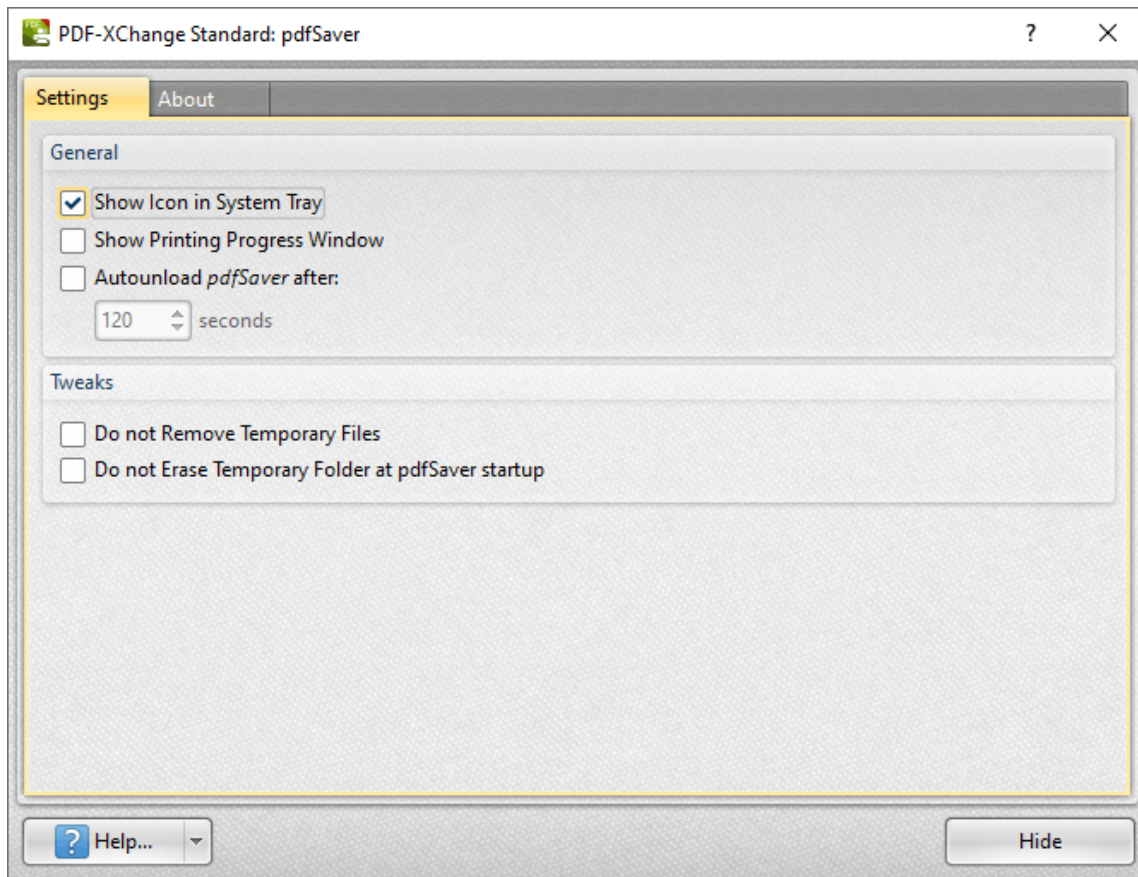 PDF-XChange Standard: pdfSaver
Settings
About
General
Show Icon in System Tray
Show Printing Progress Window
Autounload pdfSaver after:
120 seconds
Tweaks
Do not Remove Temporary Files
Do not Erase Temporary Folder at pdfSaver startup
Help...
Hide